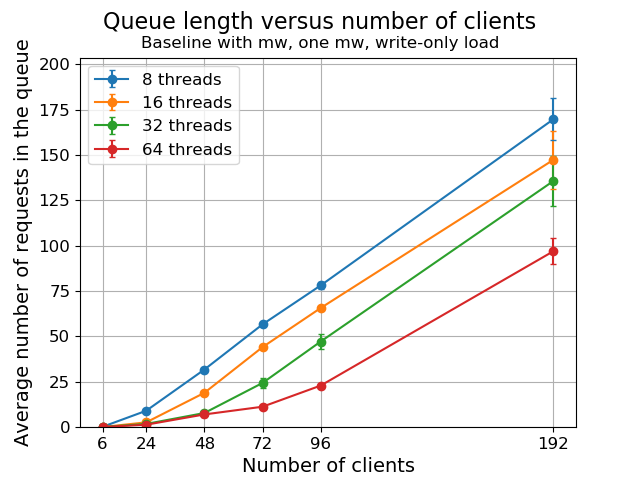 Queue length versus number of clients
Baseline with mw, one mw, write-only load
Average number of requests in the queue
200
175
150
125
100
75
50
25
0
8 threads
16 threads
32 threads
64 threads
6 24 48 72 96 192
Number of clients